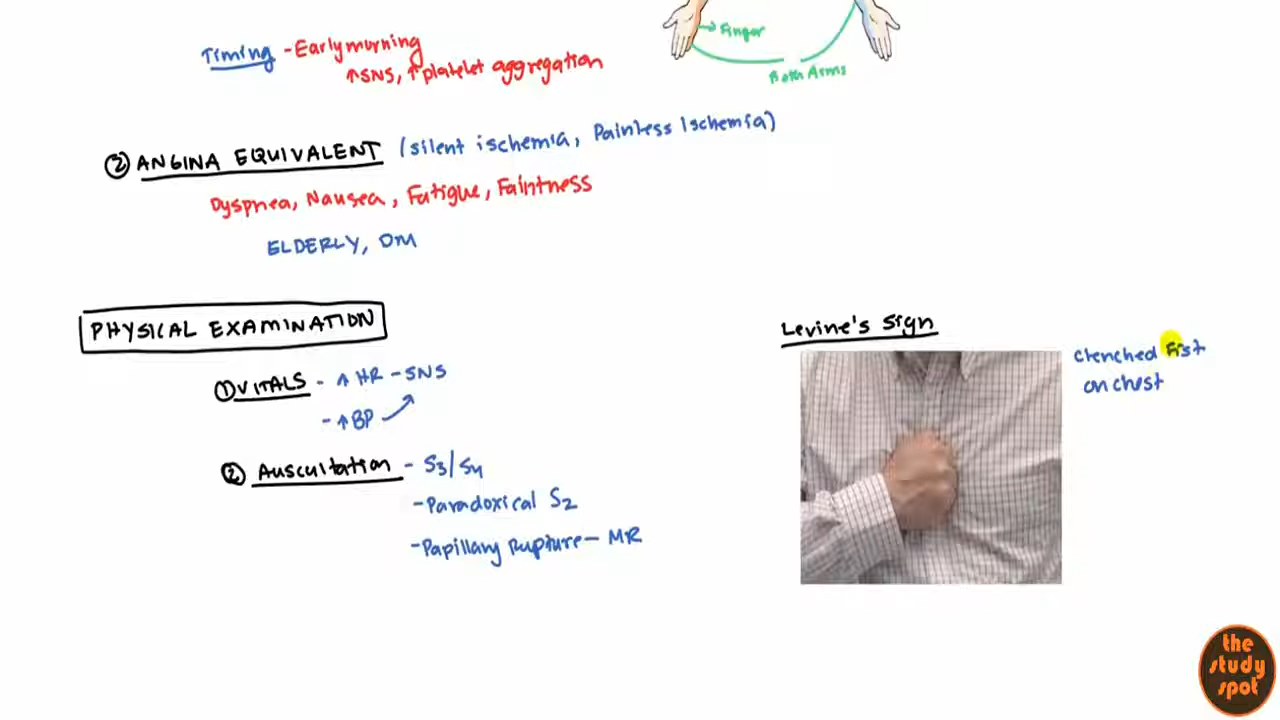 Timing - Early murning
↑SNS, ↑platelet aggregation
Finger
Both Arms
② ANGINA EQUIVALENT (silent ischemia, Painless Ischemia)
Dyspnea, Nausea, Fatigue, Faintness
ELDERLY, DM
PHYSICAL EXAMINATION
① VITALS - ↑ HR - SNS
- ↑ BP
② Auscultation - S3/S4
- Paradoxical S2
- Papillary Rupture - MR
Levine's Sign
Clenched Fist
on chest
the
study
spot